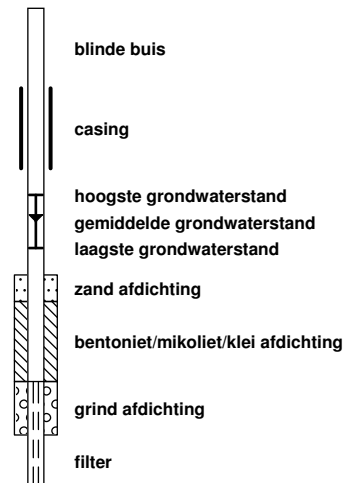 blinde buis
casing
hoogste grondwaterstand
gemiddelde grondwaterstand
laagste grondwaterstand
zand afdichting
bentoniet/mikoliet/klei afdichting
grind afdichting
filter